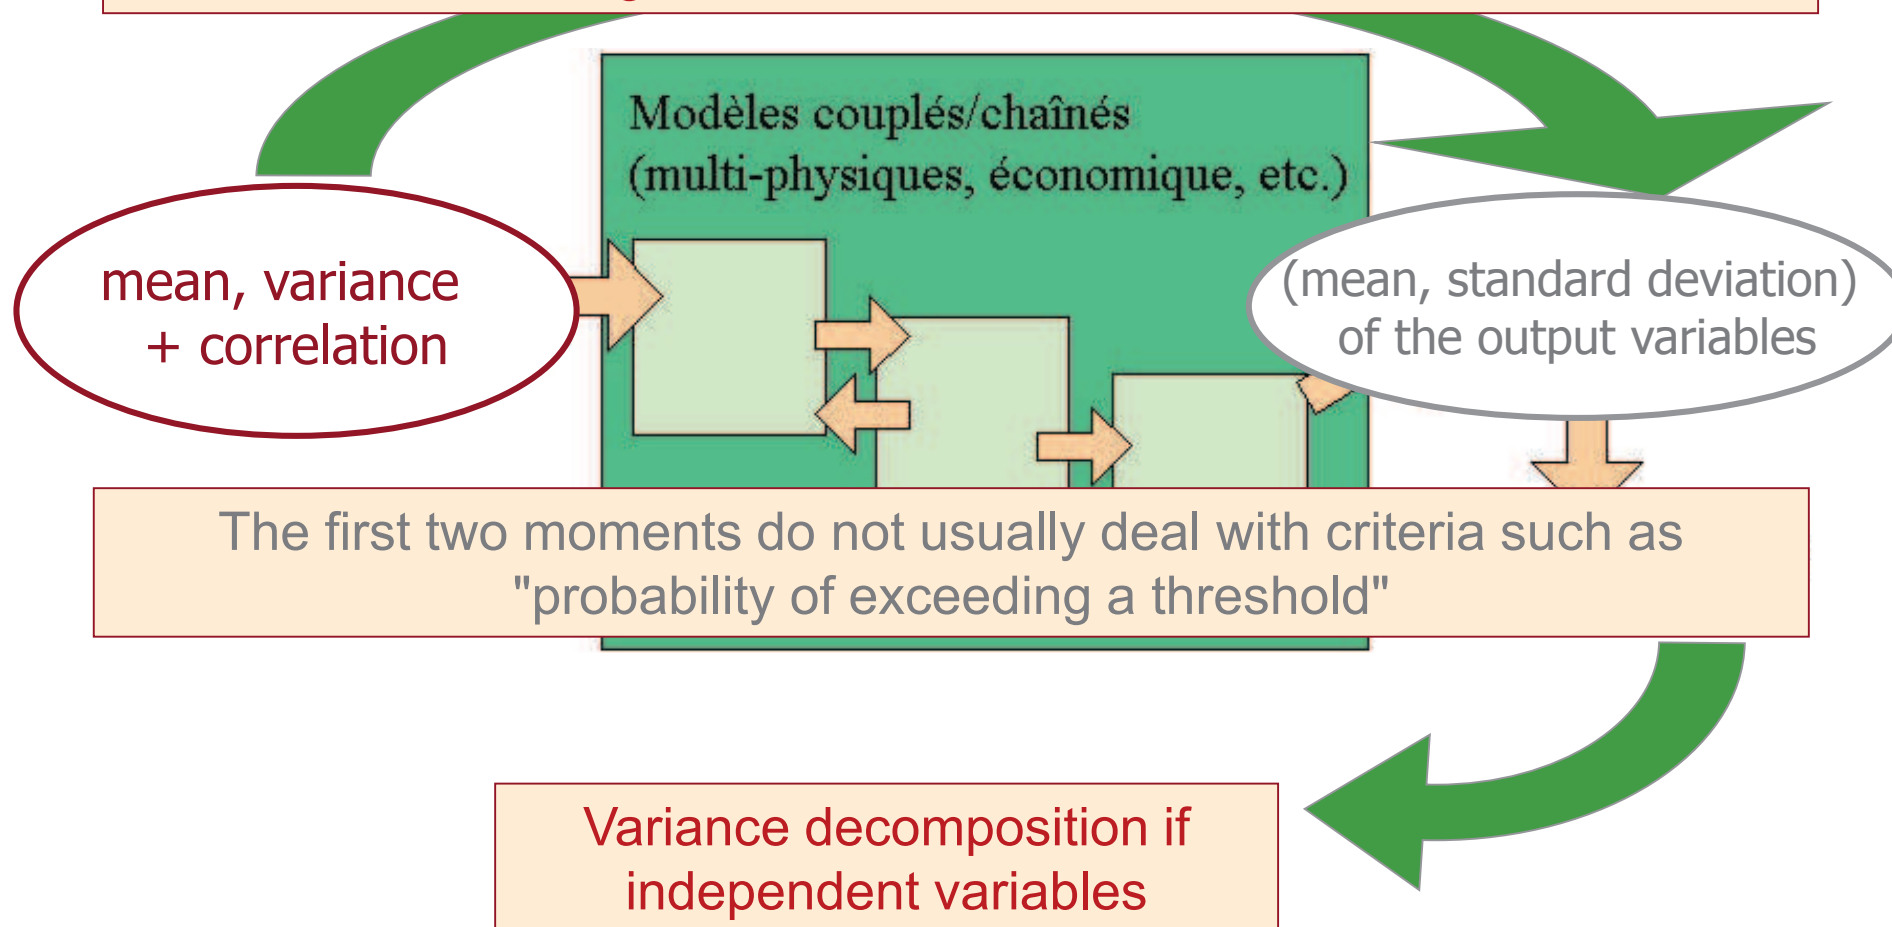 Modèles couplés/chaînés
(multi-physiques, économique, etc.)
mean, variance
+ correlation
(mean, standard deviation)
of the output variables
The first two moments do not usually deal with criteria such as
"probability of exceeding a threshold"
Variance decomposition if
independent variables